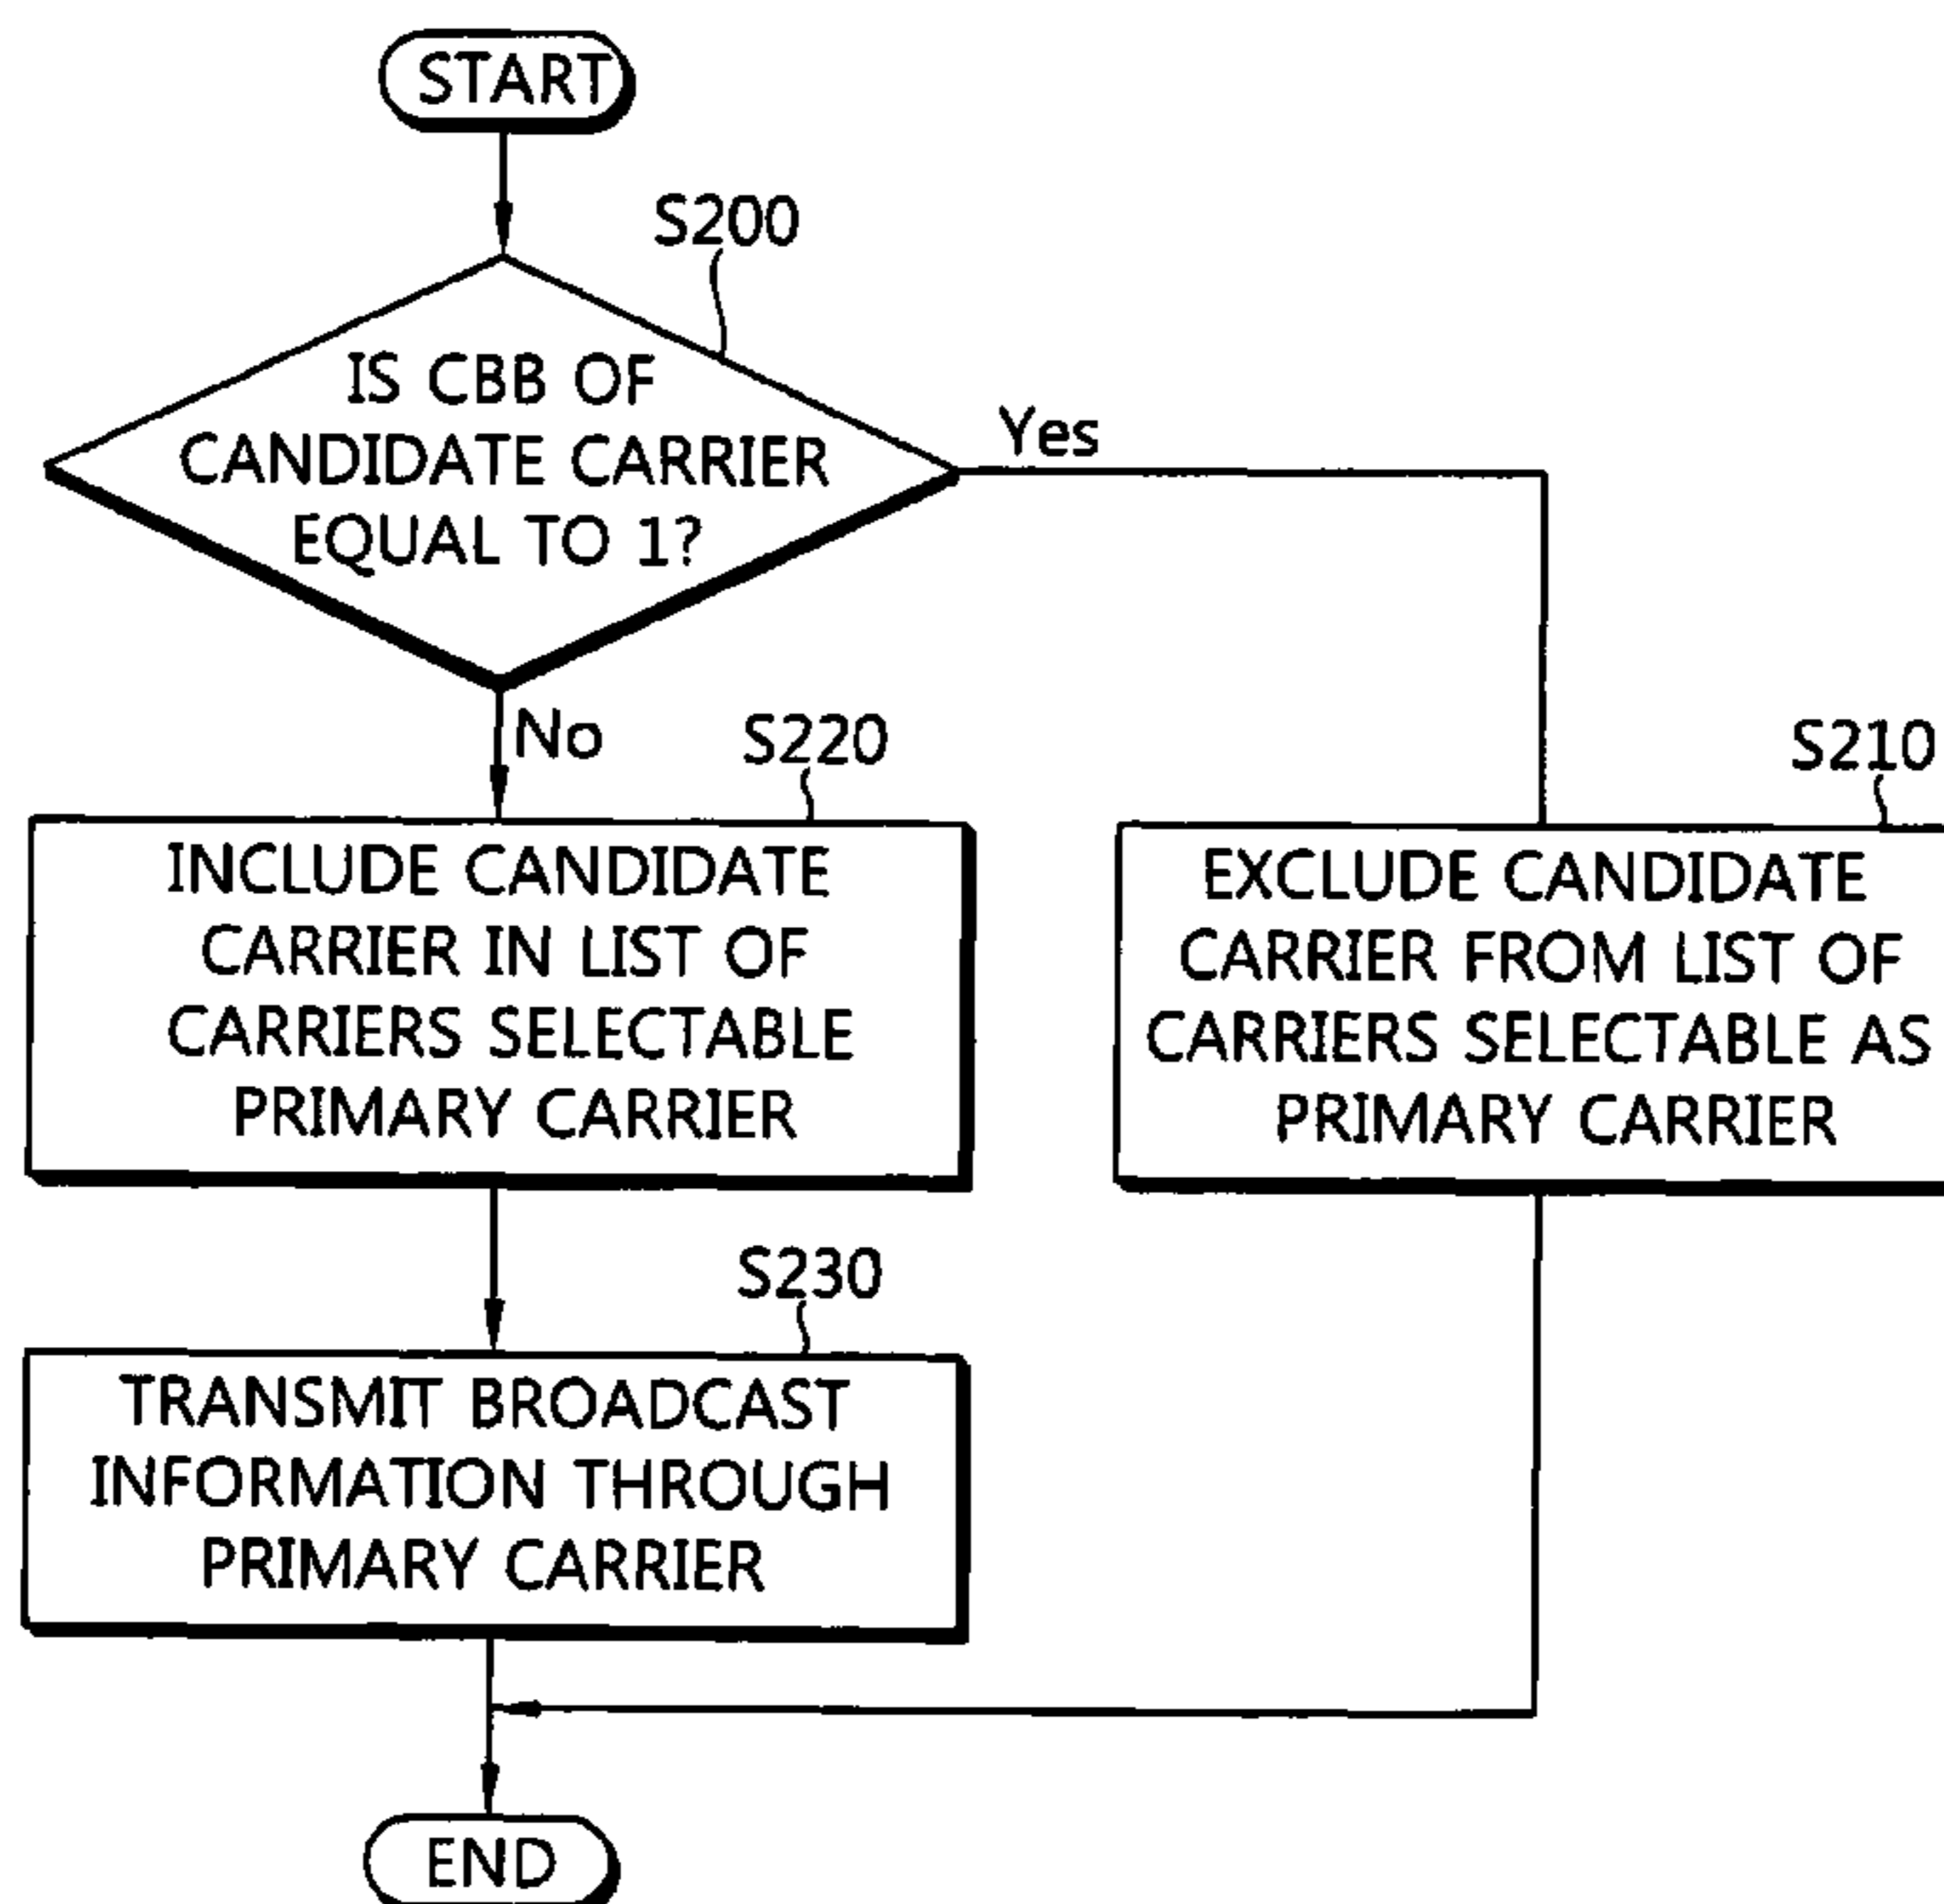 START
S200
IS CBB OF
CANDIDATE CARRIER
EQUAL TO 1?
Yes
No
S220
INCLUDE CANDIDATE
CARRIER IN LIST OF
CARRIERS SELECTABLE
PRIMARY CARRIER
S210
EXCLUDE CANDIDATE
CARRIER FROM LIST OF
CARRIERS SELECTABLE AS
PRIMARY CARRIER
S230
TRANSMIT BROADCAST
INFORMATION THROUGH
PRIMARY CARRIER
END